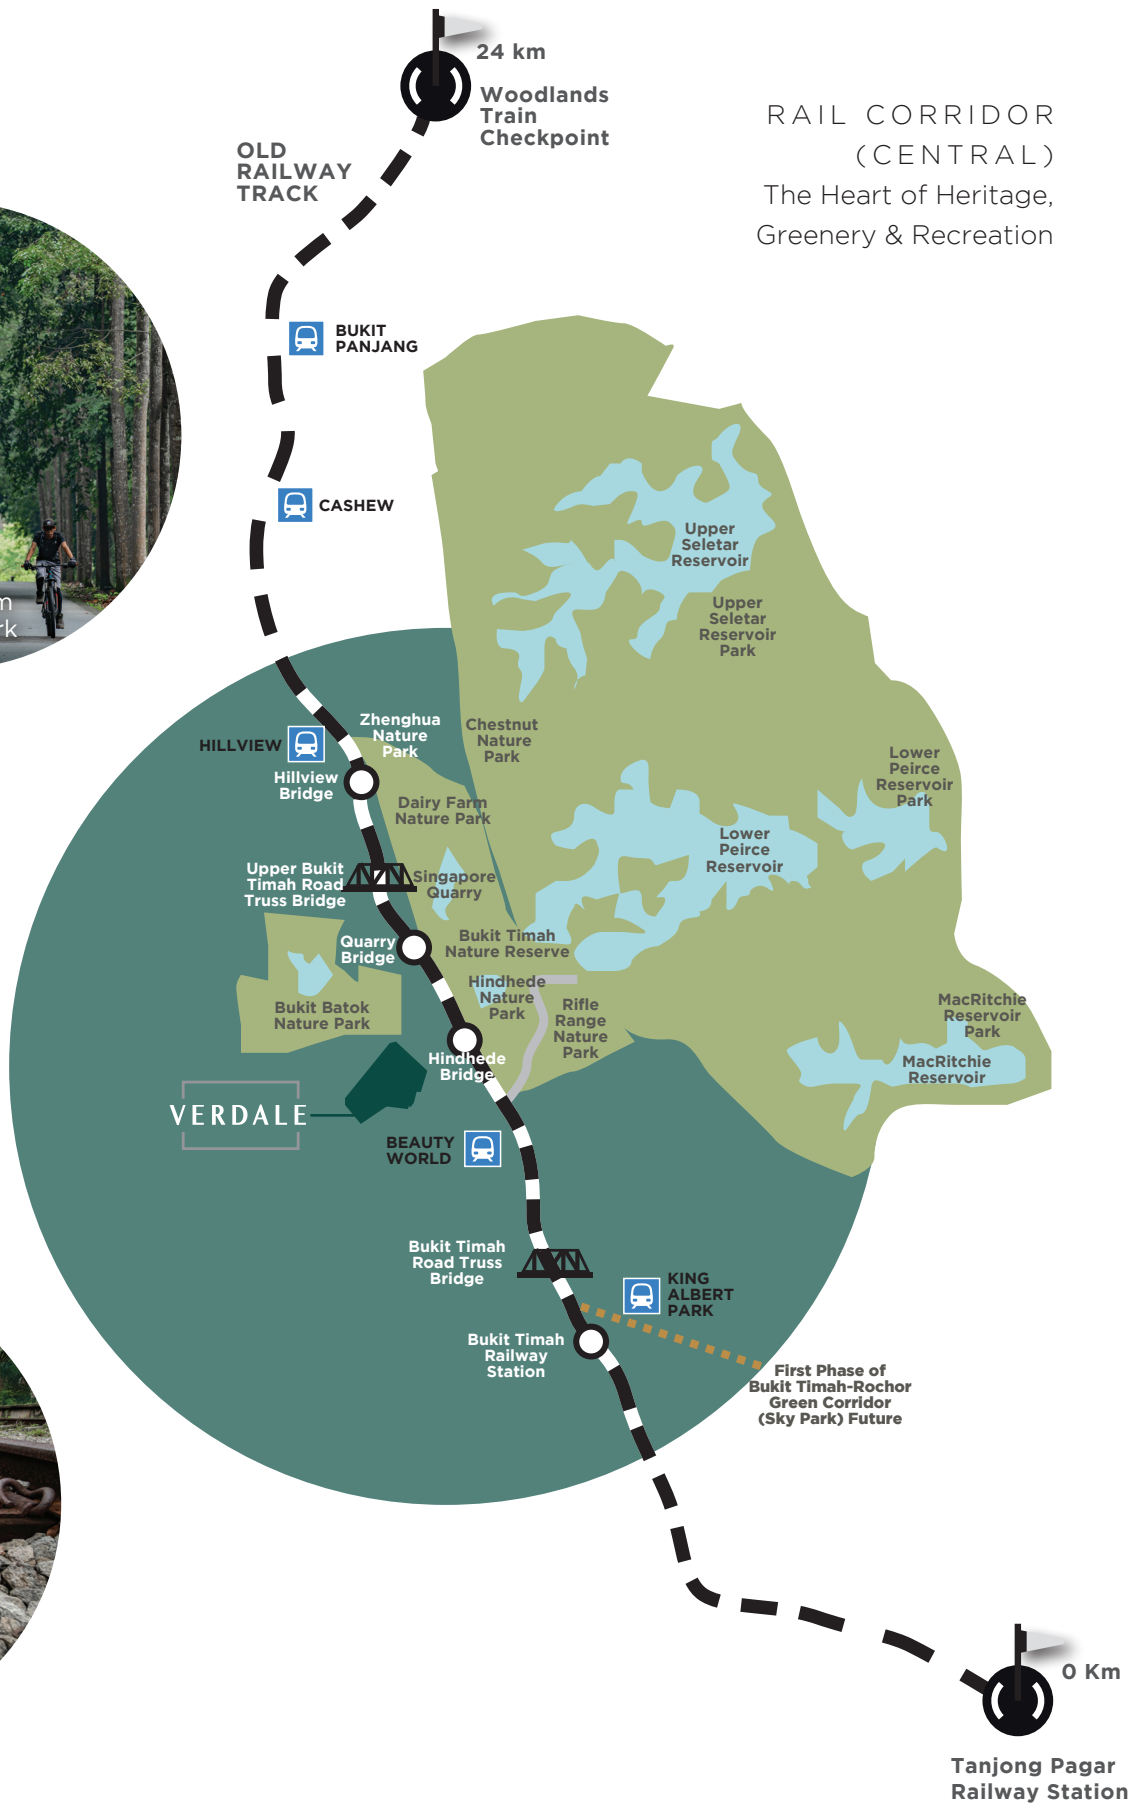 24 km
Woodlands
Train
Checkpoint
RAIL CORRIDOR
(CENTRAL)
The Heart of Heritage,
Greenery & Recreation
OLD
RAILWAY
TRACK
BUKIT
PANJANG
CASHEW
Upper
Seletar
Reservoir
Upper
Seletar
Reservoir
Park
HILLVIEW
Zhenghua
Nature
Park
Chestnut
Nature
Park
Hillview
Bridge
Dairy Farm
Nature Park
Lower
Peirce
Reservoir
Park
Lower
Peirce
Reservoir
Upper Bukit
Timah Road
Truss Bridge
Singapore
Quarry
Quarry
Bridge
Bukit Timah
Nature Reserve
Bukit Batok
Nature Park
Hindhede
Nature
Park
Rifle
Range
Nature
Park
MacRitchie
Reservoir
Park
MacRitchie
Reservoir
Hindhede
Bridge
VERDALE
BEAUTY
WORLD
Bukit Timah
Road Truss
Bridge
KING
ALBERT
PARK
Bukit Timah
Railway
Station
First Phase of
Bukit Timah-Rochor
Green Corridor
(Sky Park) Future
0 Km
Tanjong Pagar
Railway Station